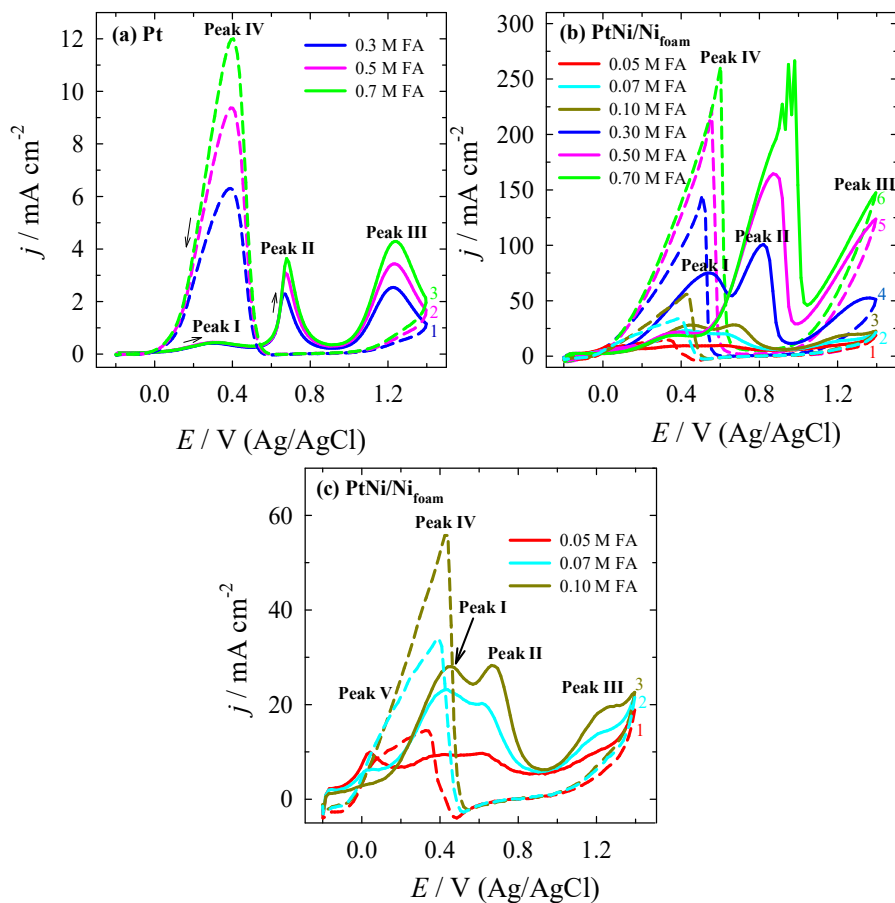 (a) Pt
Peak IV
0.3 M FA
0.5 M FA
0.7 M FA
Peak II
Peak III
Peak I
3
2
1
12
10
8
6
4
2
0
j / mA cm⁻²
0.0 0.4 0.8 1.2
E / V (Ag/AgCl)
(b) PtNi/Ni_foam
0.05 M FA
0.07 M FA
0.10 M FA
0.30 M FA
0.50 M FA
0.70 M FA
Peak IV
Peak III
Peak II
Peak I
6
5
4
3
2
1
300
250
200
150
100
50
0
j / mA cm⁻²
0.0 0.4 0.8 1.2
E / V (Ag/AgCl)
(c) PtNi/Ni_foam
Peak IV
0.05 M FA
0.07 M FA
0.10 M FA
Peak I
Peak II
Peak V
Peak III
3
2
1
60
40
20
0
j / mA cm⁻²
0.0 0.4 0.8 1.2
E / V (Ag/AgCl)